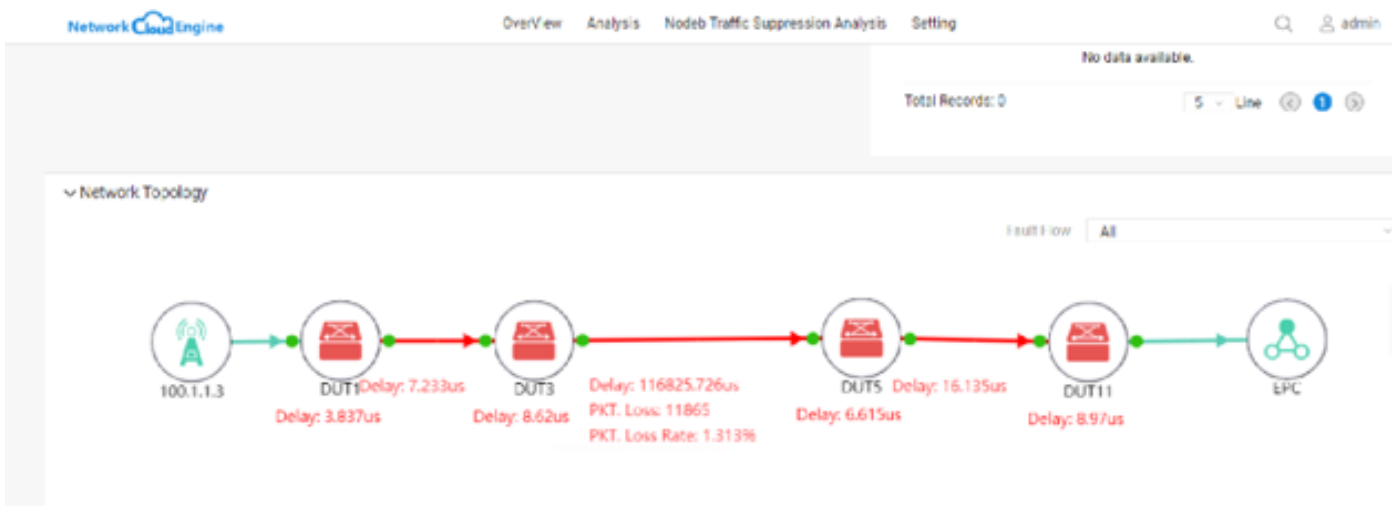 Network Cloud Engine
OverView Analysis Nodeb Traffic Suppression Analysis Setting
admin
No data available.
Total Records: 0
5 Line 1
Network Topology
Fault Flow All
100.1.1.3
DUT1
Delay: 7.233us
Delay: 3.837us
DUT3
Delay: 8.62us
Delay: 116825.726us
PKT. Loss: 11865
PKT. Loss Rate: 1.313%
DUT5
Delay: 16.135us
Delay: 6.615us
DUT11
Delay: 8.97us
EPC